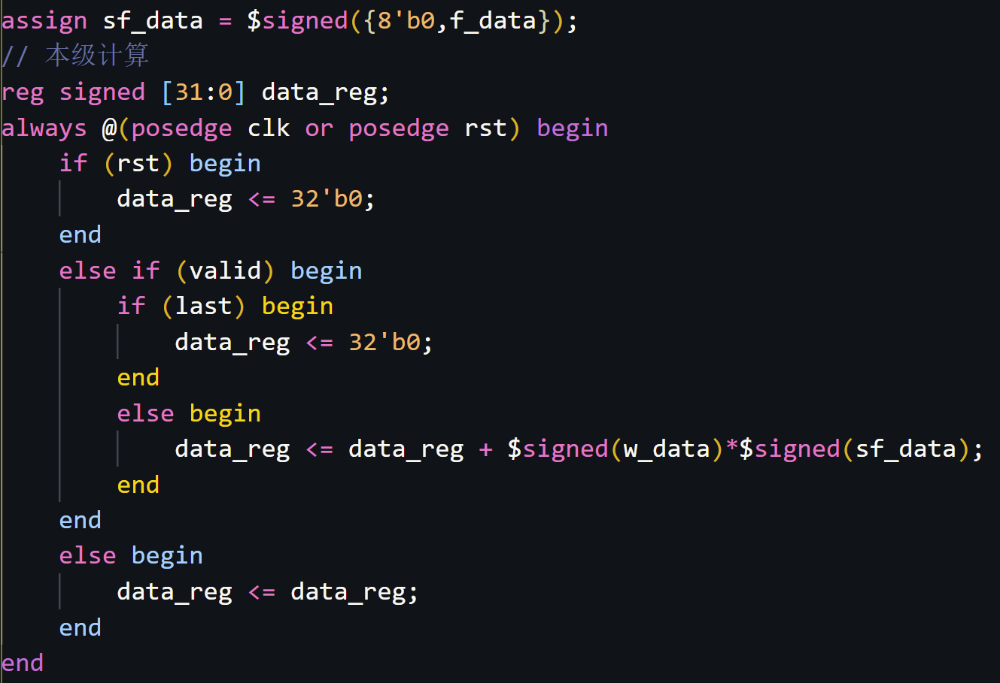 assign sf_data = $signed({8'b0,f_data});
// 本级计算
reg signed [31:0] data_reg;
always @(posedge clk or posedge rst) begin
    if (rst) begin
        data_reg <= 32'b0;
    end
    else if (valid) begin
        if (last) begin
            data_reg <= 32'b0;
        end
        else begin
            data_reg <= data_reg + $signed(w_data)*$signed(sf_data);
        end
    end
    else begin
        data_reg <= data_reg;
    end
end